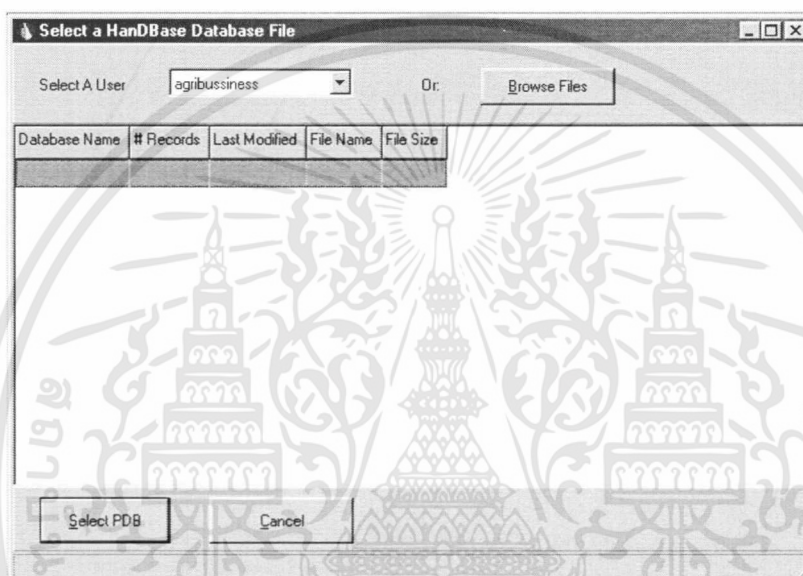 Select a HanDBase Database File
Select A User agribussiness Or: Browse Files
Database Name # Records Last Modified File Name File Size
Select PDB Cancel